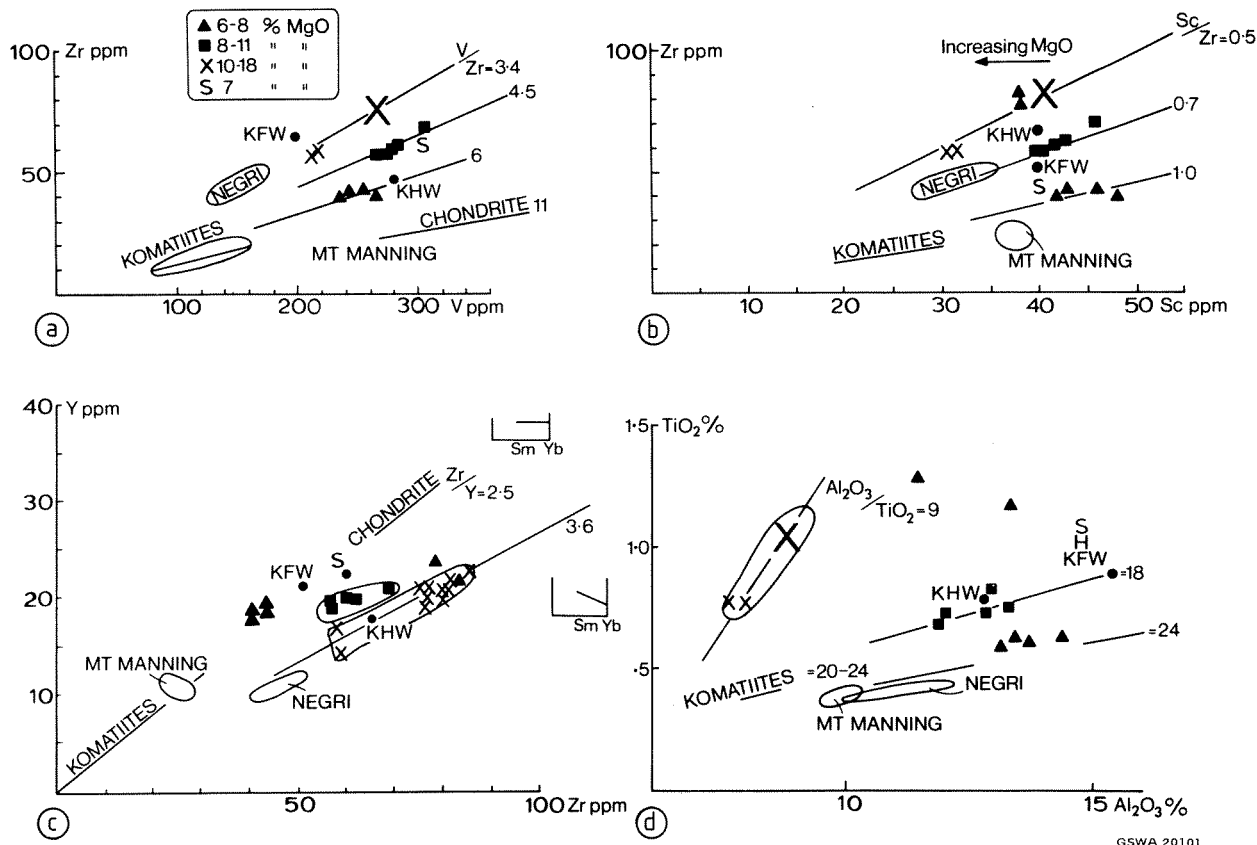 Zr ppm
100
50
100 200 300
V ppm
▲ 6-8 % MgO
■ 8-11 " "
X 10-18 " "
S 7 " "
V/Zr=3.4
4.5
6
KFW
S
NEGRI
KHW
CHONDRITE 11
KOMATIITES
MT MANNING
a
100
Zr ppm
50
10 20 30 40 50 Sc ppm
Increasing MgO
Sc/Zr=0.5
0.7
KHW
KFW
NEGRI
S
1.0
KOMATIITES
MT MANNING
b
40
Y ppm
30
20
10
50 100 Zr ppm
Sm Yb
CHONDRITE
Zr/Y=2.5
3.6
S
KFW
KHW
Sm Yb
MT MANNING
NEGRI
KOMATIITES
c
1.5 TiO2%
1.0
.5
10 15
Al2O3%
Al2O3/TiO2=9
S
H
KFW
=18
KHW
=24
KOMATIITES =20-24
NEGRI
MT MANNING
d
GSWA 20101